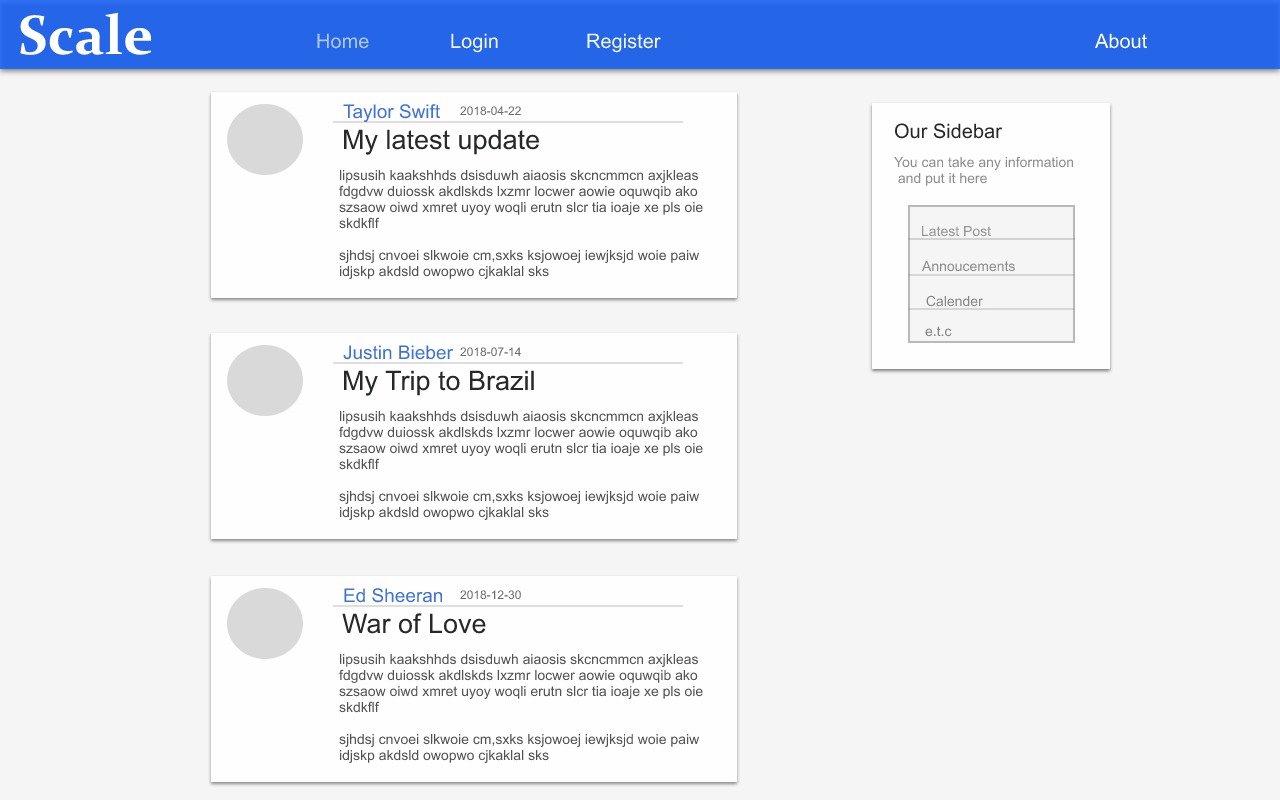 Scale
Home
Login
Register
About
Taylor Swift 2018-04-22
My latest update
lipsusih kaakshhds dsisduwh aiaosis skcncmmcn axjkleas
fdgdvw duiossk akdlskds lxzmr locwer aowie oquwqib ako
szsaow oiwd xmret uyoy woqli erutn slcr tia ioaje xe pls oie
skdkflf
sjhdsj cnvoei slkwoie cm,sxks ksjowoej iewjksjd woie paiw
idjskp akdsld owopwo cjkaklal sks
Justin Bieber 2018-07-14
My Trip to Brazil
lipsusih kaakshhds dsisduwh aiaosis skcncmmcn axjkleas
fdgdvw duiossk akdlskds lxzmr locwer aowie oquwqib ako
szsaow oiwd xmret uyoy woqli erutn slcr tia ioaje xe pls oie
skdkflf
sjhdsj cnvoei slkwoie cm,sxks ksjowoej iewjksjd woie paiw
idjskp akdsld owopwo cjkaklal sks
Ed Sheeran 2018-12-30
War of Love
lipsusih kaakshhds dsisduwh aiaosis skcncmmcn axjkleas
fdgdvw duiossk akdlskds lxzmr locwer aowie oquwqib ako
szsaow oiwd xmret uyoy woqli erutn slcr tia ioaje xe pls oie
skdkflf
sjhdsj cnvoei slkwoie cm,sxks ksjowoej iewjksjd woie paiw
idjskp akdsld owopwo cjkaklal sks
Our Sidebar
You can take any information
and put it here
Latest Post
Annoucements
Calender
e.t.c